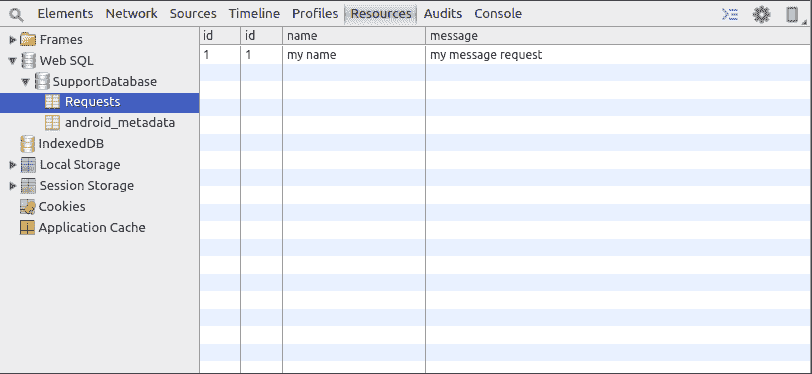 Elements Network Sources Timeline Profiles Resources Audits Console
Frames
Web SQL
SupportDatabase
Requests
android_metadata
IndexedDB
Local Storage
Session Storage
Cookies
Application Cache
id id name message
1 1 my name my message request